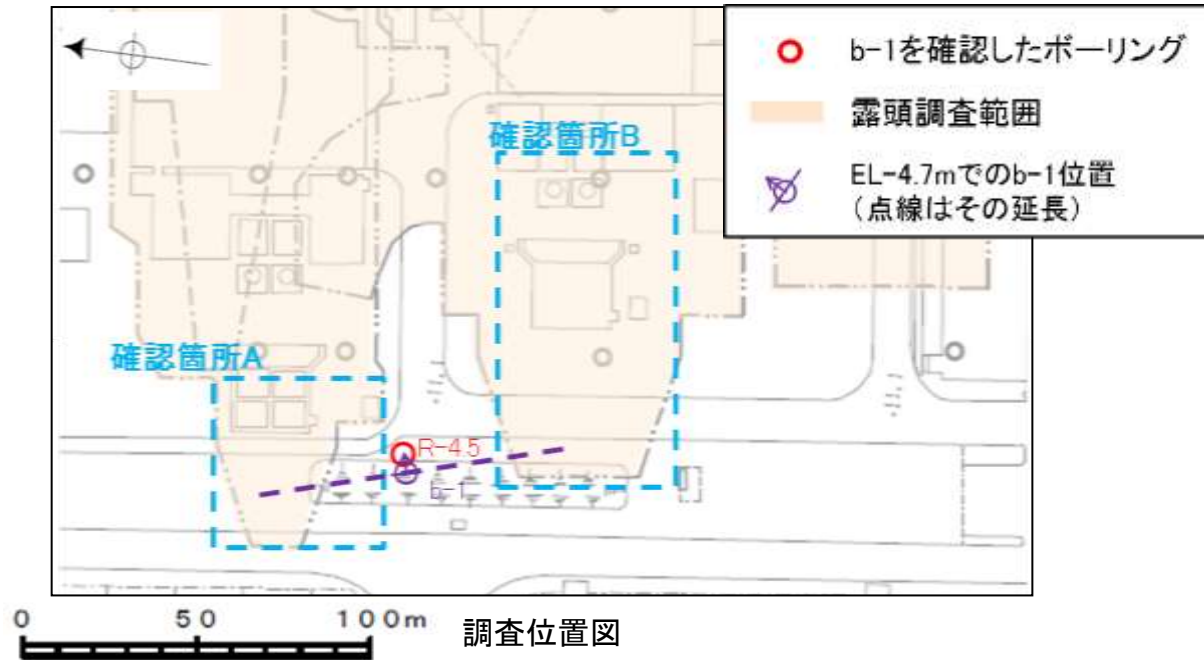 b-1を確認したボーリング
露頭調査範囲
EL-4.7mでのb-1位置
（点線はその延長）
確認箇所B
確認箇所A
R-4.5
b-1
0 50 100m
調査位置図